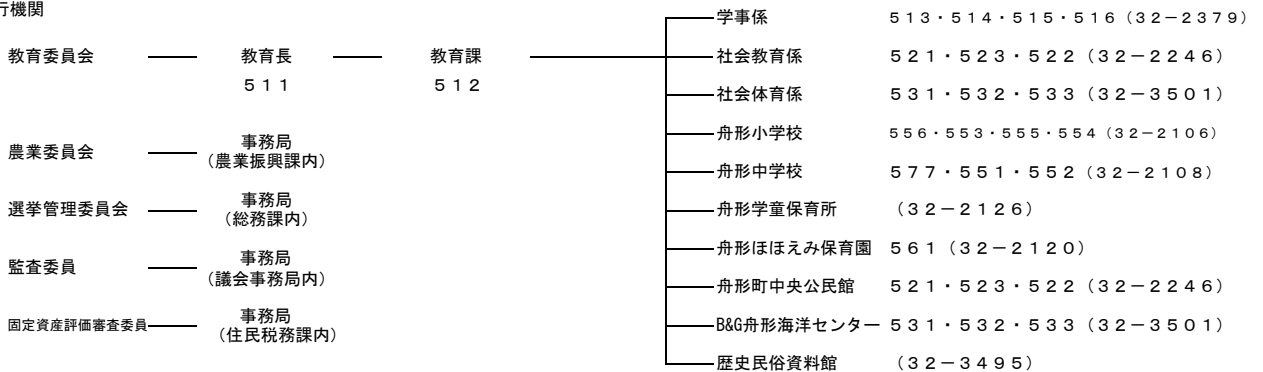 行機関
学事係 ５１３・５１４・５１５・５１６（３２－２３７９）
教育委員会 教育長 教育課 社会教育係 ５２１・５２３・５２２（３２－２２４６）
５１１ ５１２
社会体育係 ５３１・５３２・５３３（３２－３５０１）
農業委員会 事務局 舟形小学校 ５５６・５５３・５５５・５５４（３２－２１０６）
（農業振興課内）
舟形中学校 ５７７・５５１・５５２（３２－２１０８）
選挙管理委員会 事務局 舟形学童保育所 （３２－２１２６）
（総務課内）
監査委員 事務局 舟形ほほえみ保育園 ５６１（３２－２１２０）
（議会事務局内）
舟形町中央公民館 ５２１・５２３・５２２（３２－２２４６）
固定資産評価審査委員 事務局 B&G舟形海洋センター ５３１・５３２・５３３（３２－３５０１）
（住民税務課内）
歴史民俗資料館 （３２－３４９５）